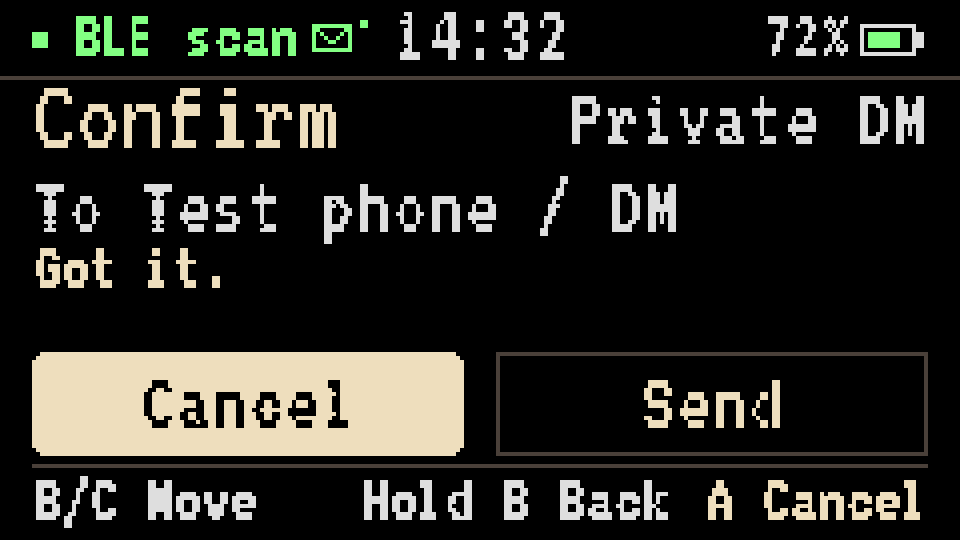 BLE scan 14:32 72%
Confirm Private DM
To Test phone / DM
Got it.
Cancel Send
B/C Move Hold B Back A Cancel